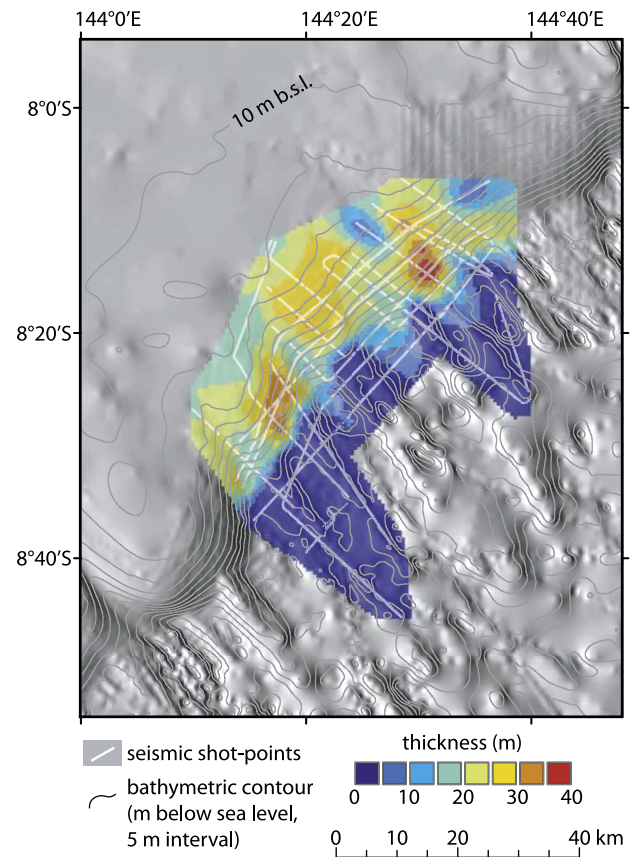 144°0′E 144°20′E 144°40′E
10 m b.s.l.
8°0′S
8°20′S
8°40′S
seismic shot-points
bathymetric contour
(m below sea level,
5 m interval)
thickness (m)
0 10 20 30 40
0 10 20 40 km